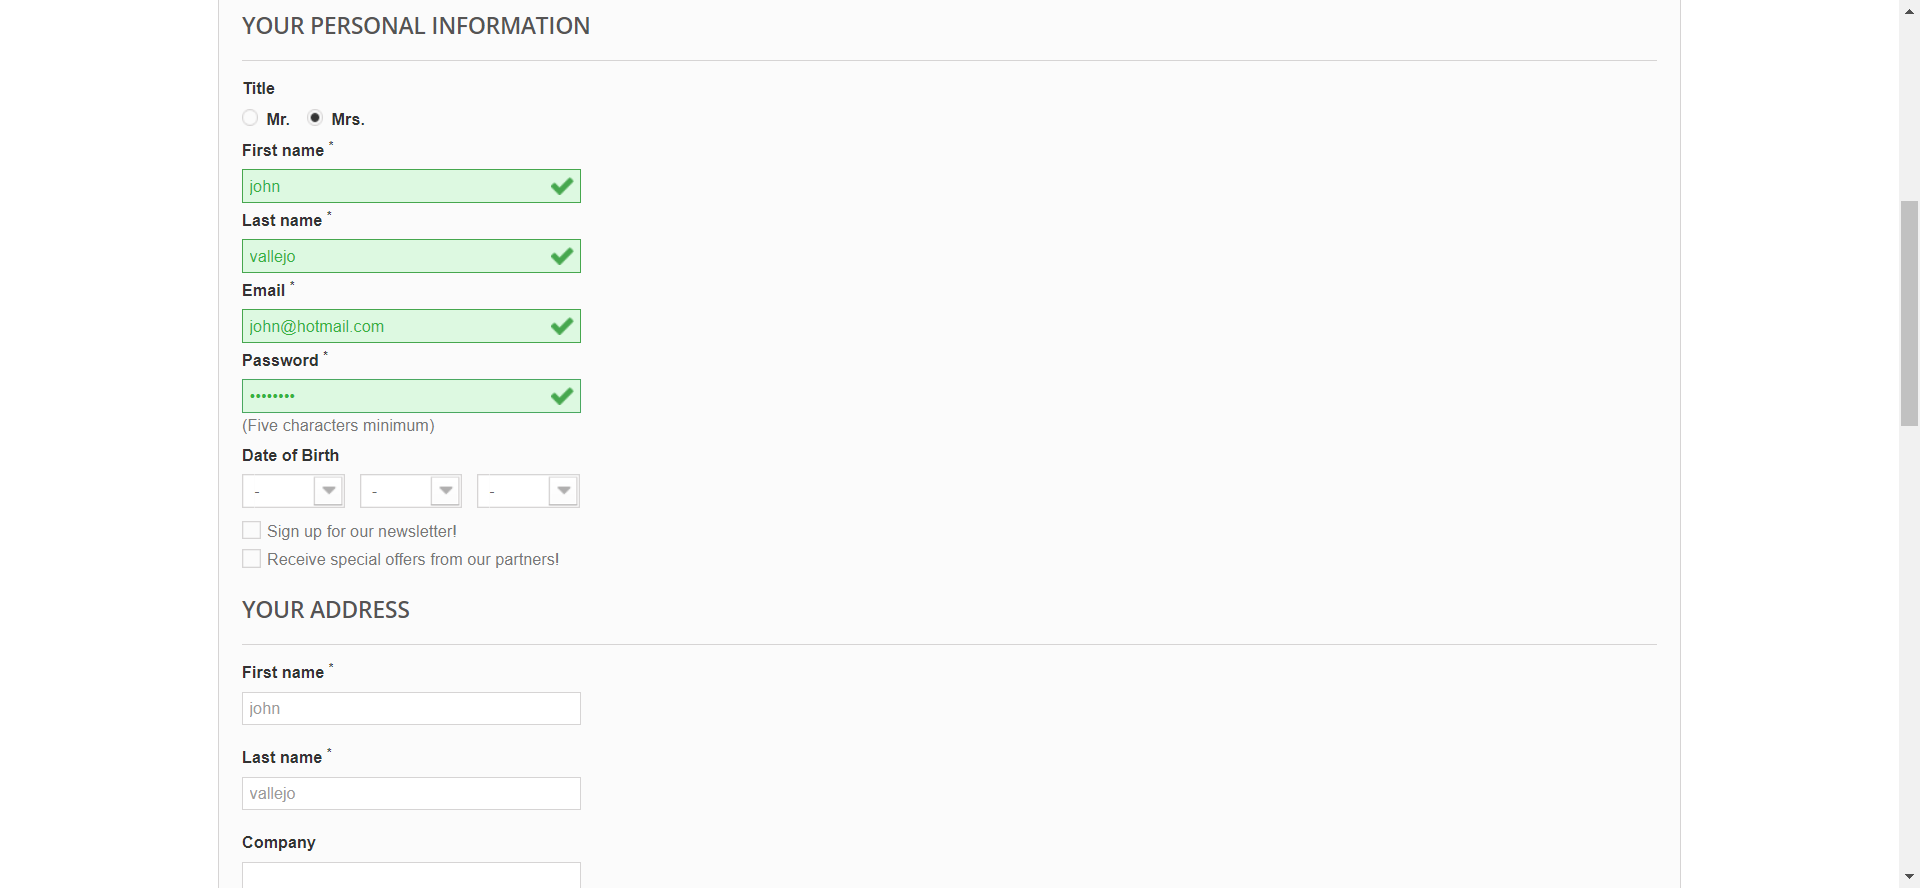 YOUR PERSONAL INFORMATION
Title
Mr. Mrs.
First name *
john
Last name *
vallejo
Email *
john@hotmail.com
Password *
••••••••
(Five characters minimum)
Date of Birth
- - -
Sign up for our newsletter!
Receive special offers from our partners!
YOUR ADDRESS
First name *
john
Last name *
vallejo
Company